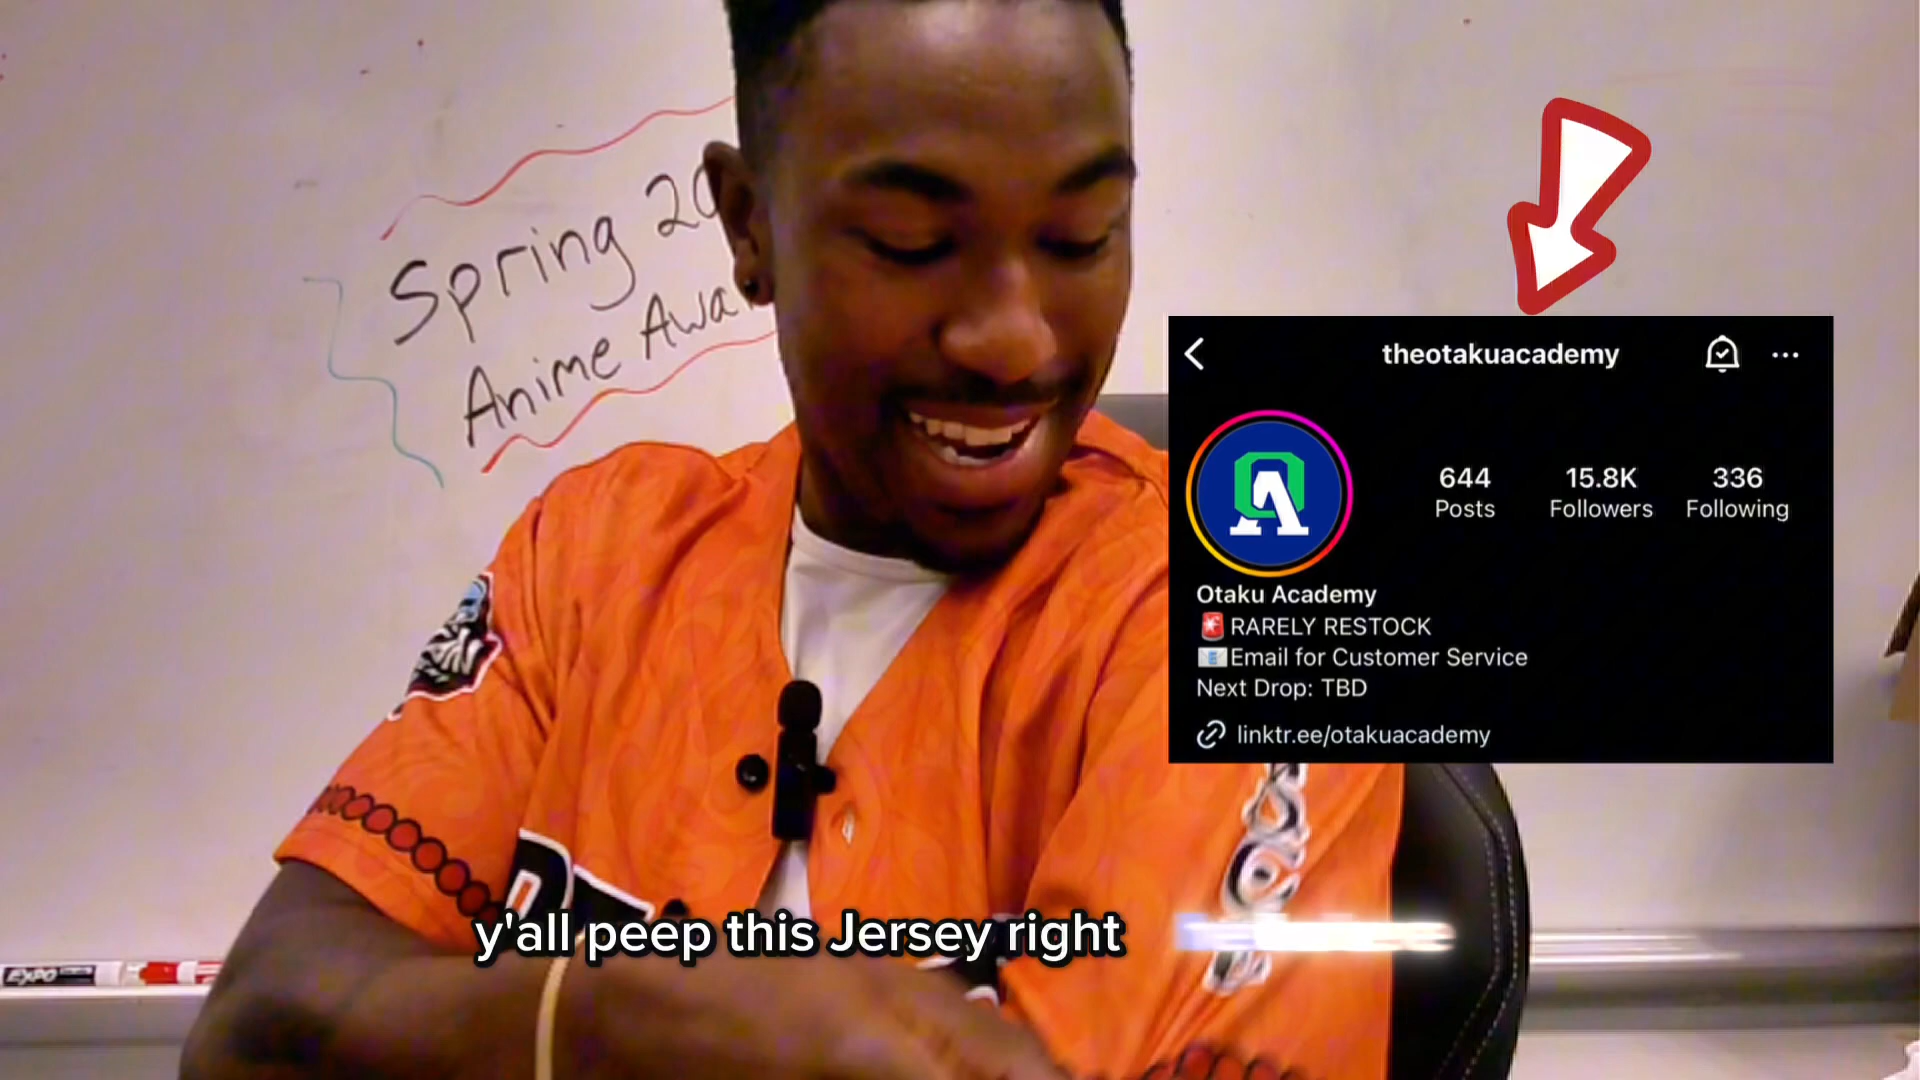 Spring 20
Anime Awa
theotakuacademy
644
Posts
15.8K
Followers
336
Following
Otaku Academy
RARELY RESTOCK
Email for Customer Service
Next Drop: TBD
linktr.ee/otakuacademy
y'all peep this Jersey right
EXPO